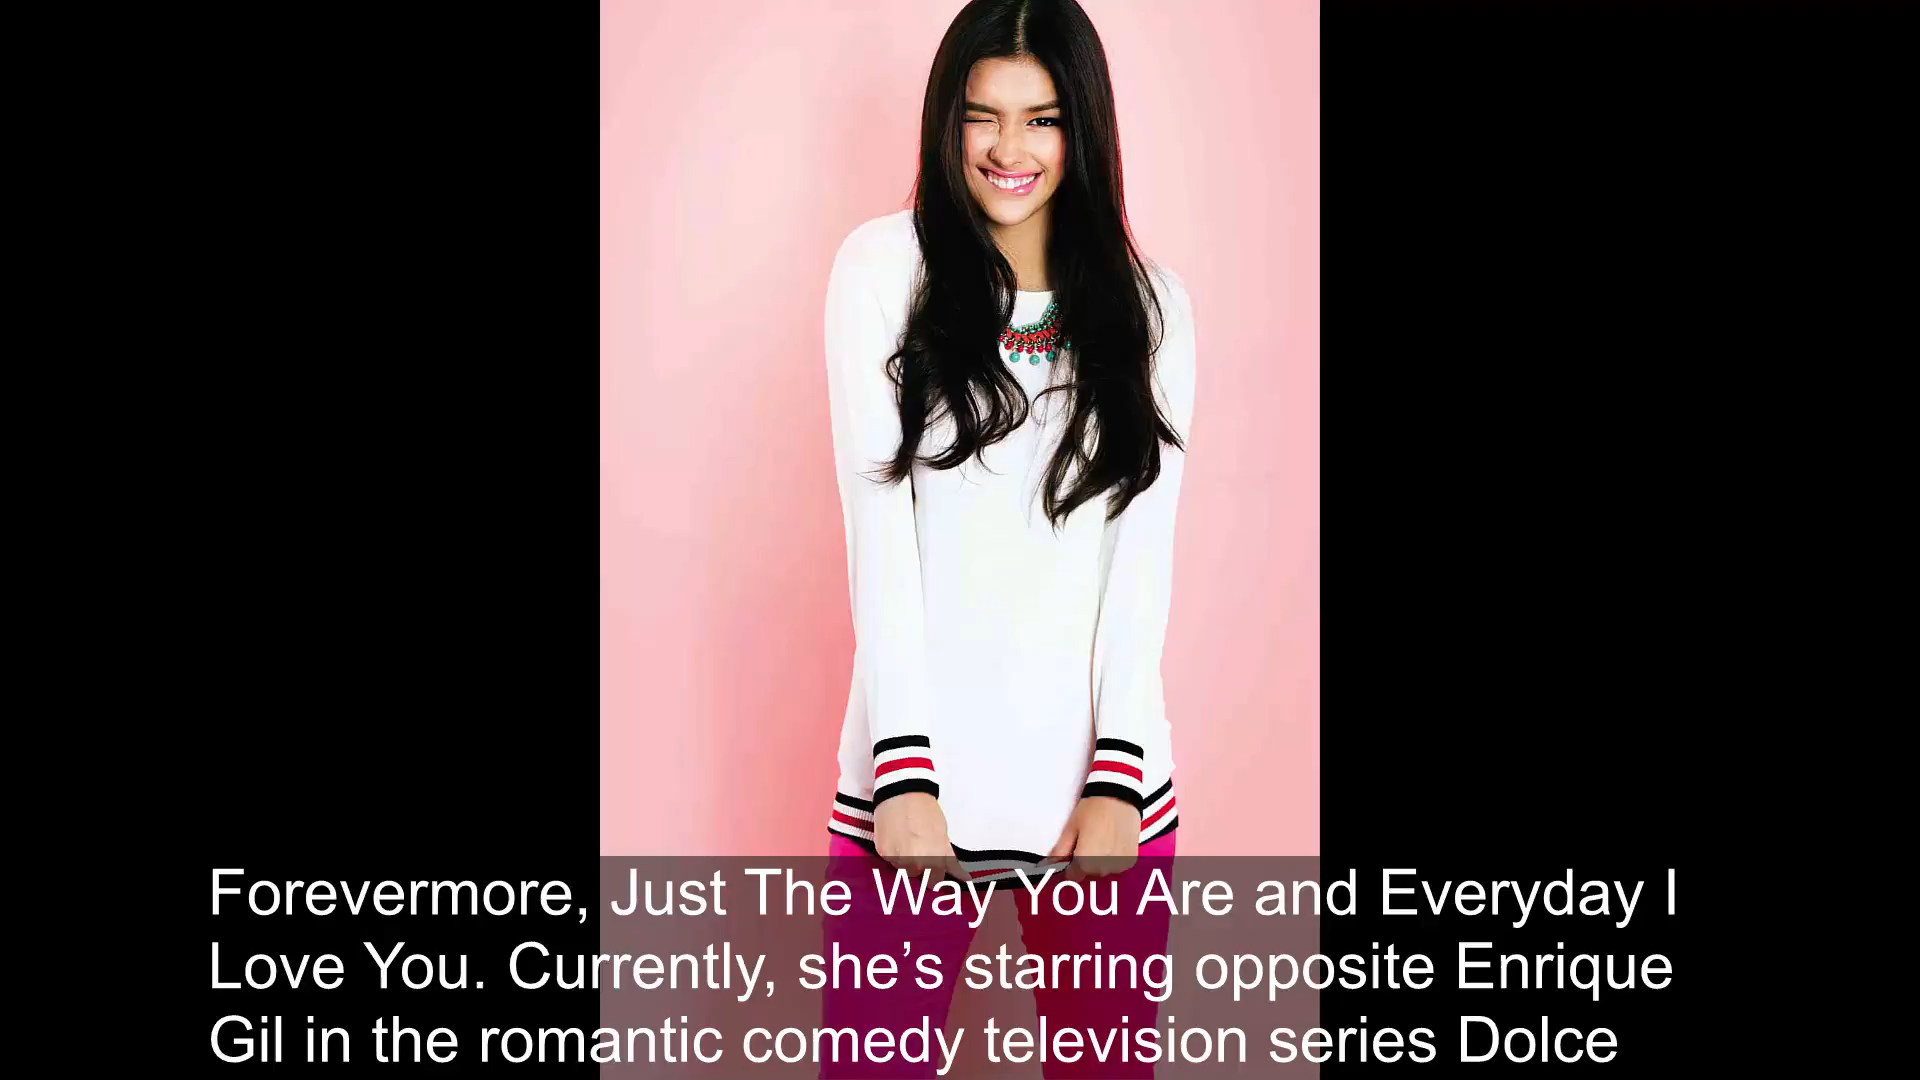 Forevermore, Just The Way You Are and Everyday I
Love You. Currently, she’s starring opposite Enrique
Gil in the romantic comedy television series Dolce